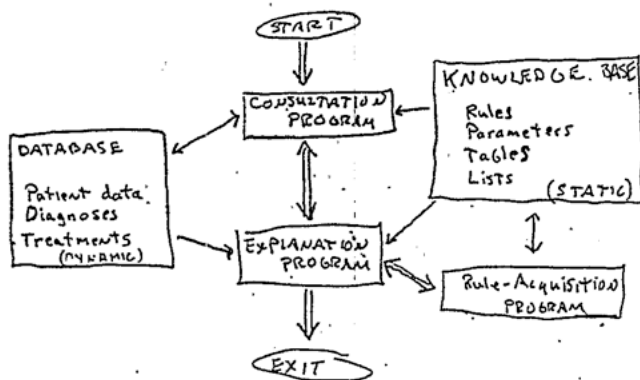 START
CONSULTATION
PROGRAM
KNOWLEDGE BASE
Rules
Parameters
Tables
Lists
(STATIC)
DATABASE
Patient data
Diagnoses
Treatments
(DYNAMIC)
EXPLANATION
PROGRAM
Rule-Acquisition
PROGRAM
EXIT